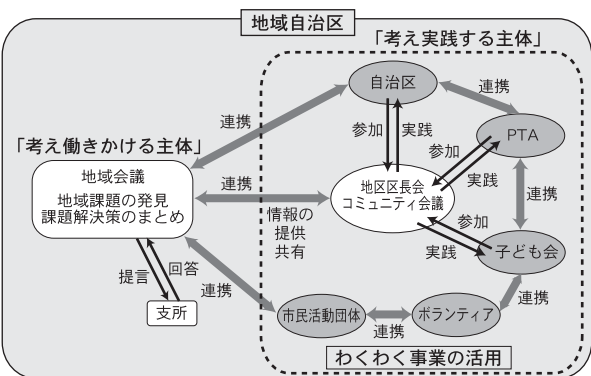 地域自治区
「考え実践する主体」
自治区
連携
連携
参加
実践
PTA
「考え働きかける主体」
参加
実践
地域会議
地域課題の発見
課題解決策のまとめ
連携
地区区長会
コミュニティ会議
連携
情報の
提供
共有
参加
実践
子ども会
提言
回答
連携
支所
市民活動団体
連携
ボランティア
連携
わくわく事業の活用